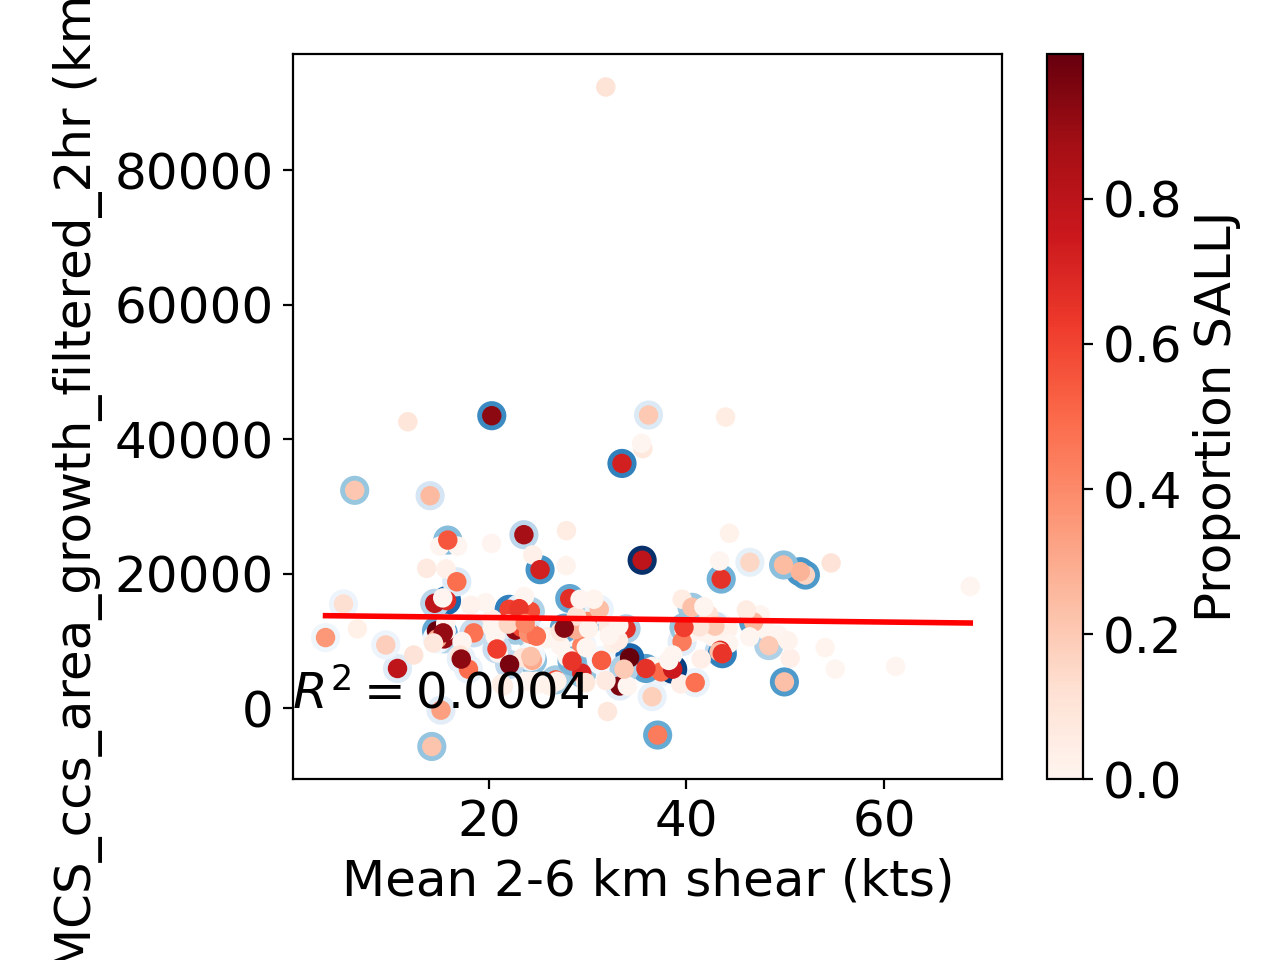 MCS_ccs_area_growth_filtered_2hr (km
80000
60000
40000
20000
0
R² = 0.0004
20 40 60
Mean 2-6 km shear (kts)
0.8
0.6
0.4
0.2
0.0
Proportion SALLJ